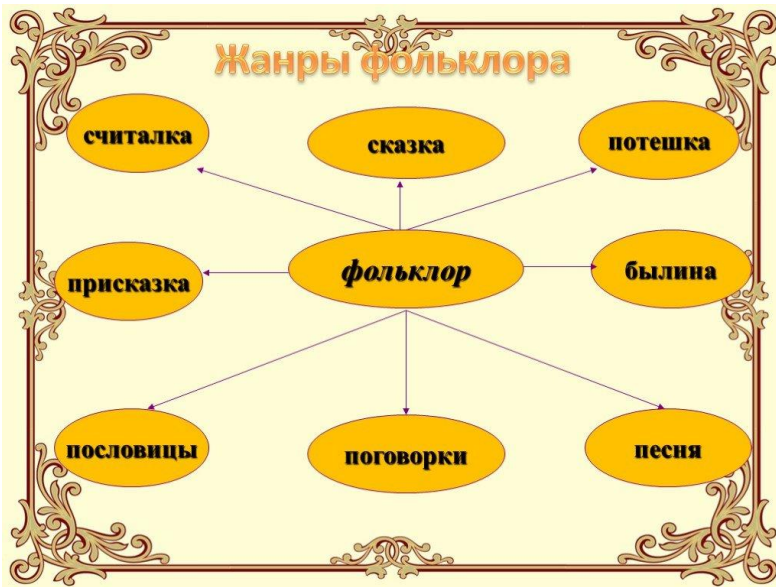 Жанры фольклора
считалка
сказка
потешка
присказка
фольклор
былина
пословицы
поговорки
песня